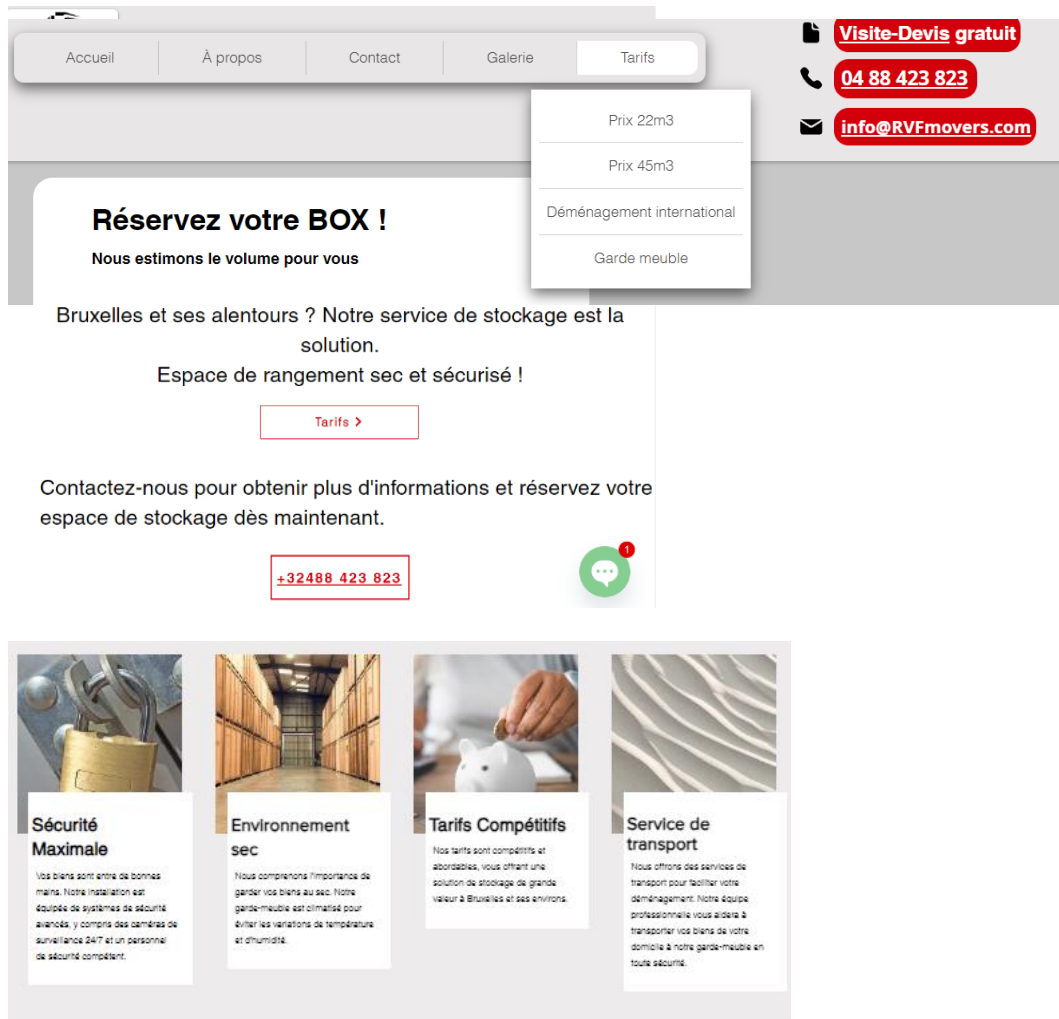 Accueil
À propos
Contact
Galerie
Tarifs
Visite-Devis gratuit
04 88 423 823
info@RVFmovers.com
Prix 22m3
Prix 45m3
Déménagement international
Garde meuble
Réservez votre BOX !
Nous estimons le volume pour vous
Bruxelles et ses alentours ? Notre service de stockage est la
solution.
Espace de rangement sec et sécurisé !
Tarifs
Contactez-nous pour obtenir plus d'informations et réservez votre
espace de stockage dès maintenant.
+32488 423 823
1
Sécurité
Maximale
Vos biens sont entre de bonnes
mains. Notre installation est
équipée de systèmes de sécurité
avancés, y compris des caméras de
surveillance 24/7 et un personnel
de sécurité compétent.
Environnement
sec
Nous comprenons l'importance de
garder vos biens au sec. Notre
garde-meuble est climatisé pour
éviter les variations de température
et d'humidité.
Tarifs Compétitifs
Nos tarifs sont compétitifs et
abordables, vous offrant une
solution de stockage de grande
valeur à Bruxelles et ses environs.
Service de
transport
Nous offrons des services de
transport pour faciliter votre
déménagement. Notre équipe
professionnelle vous aidera à
transporter vos biens de votre
domicile à notre garde-meuble en
toute sécurité.